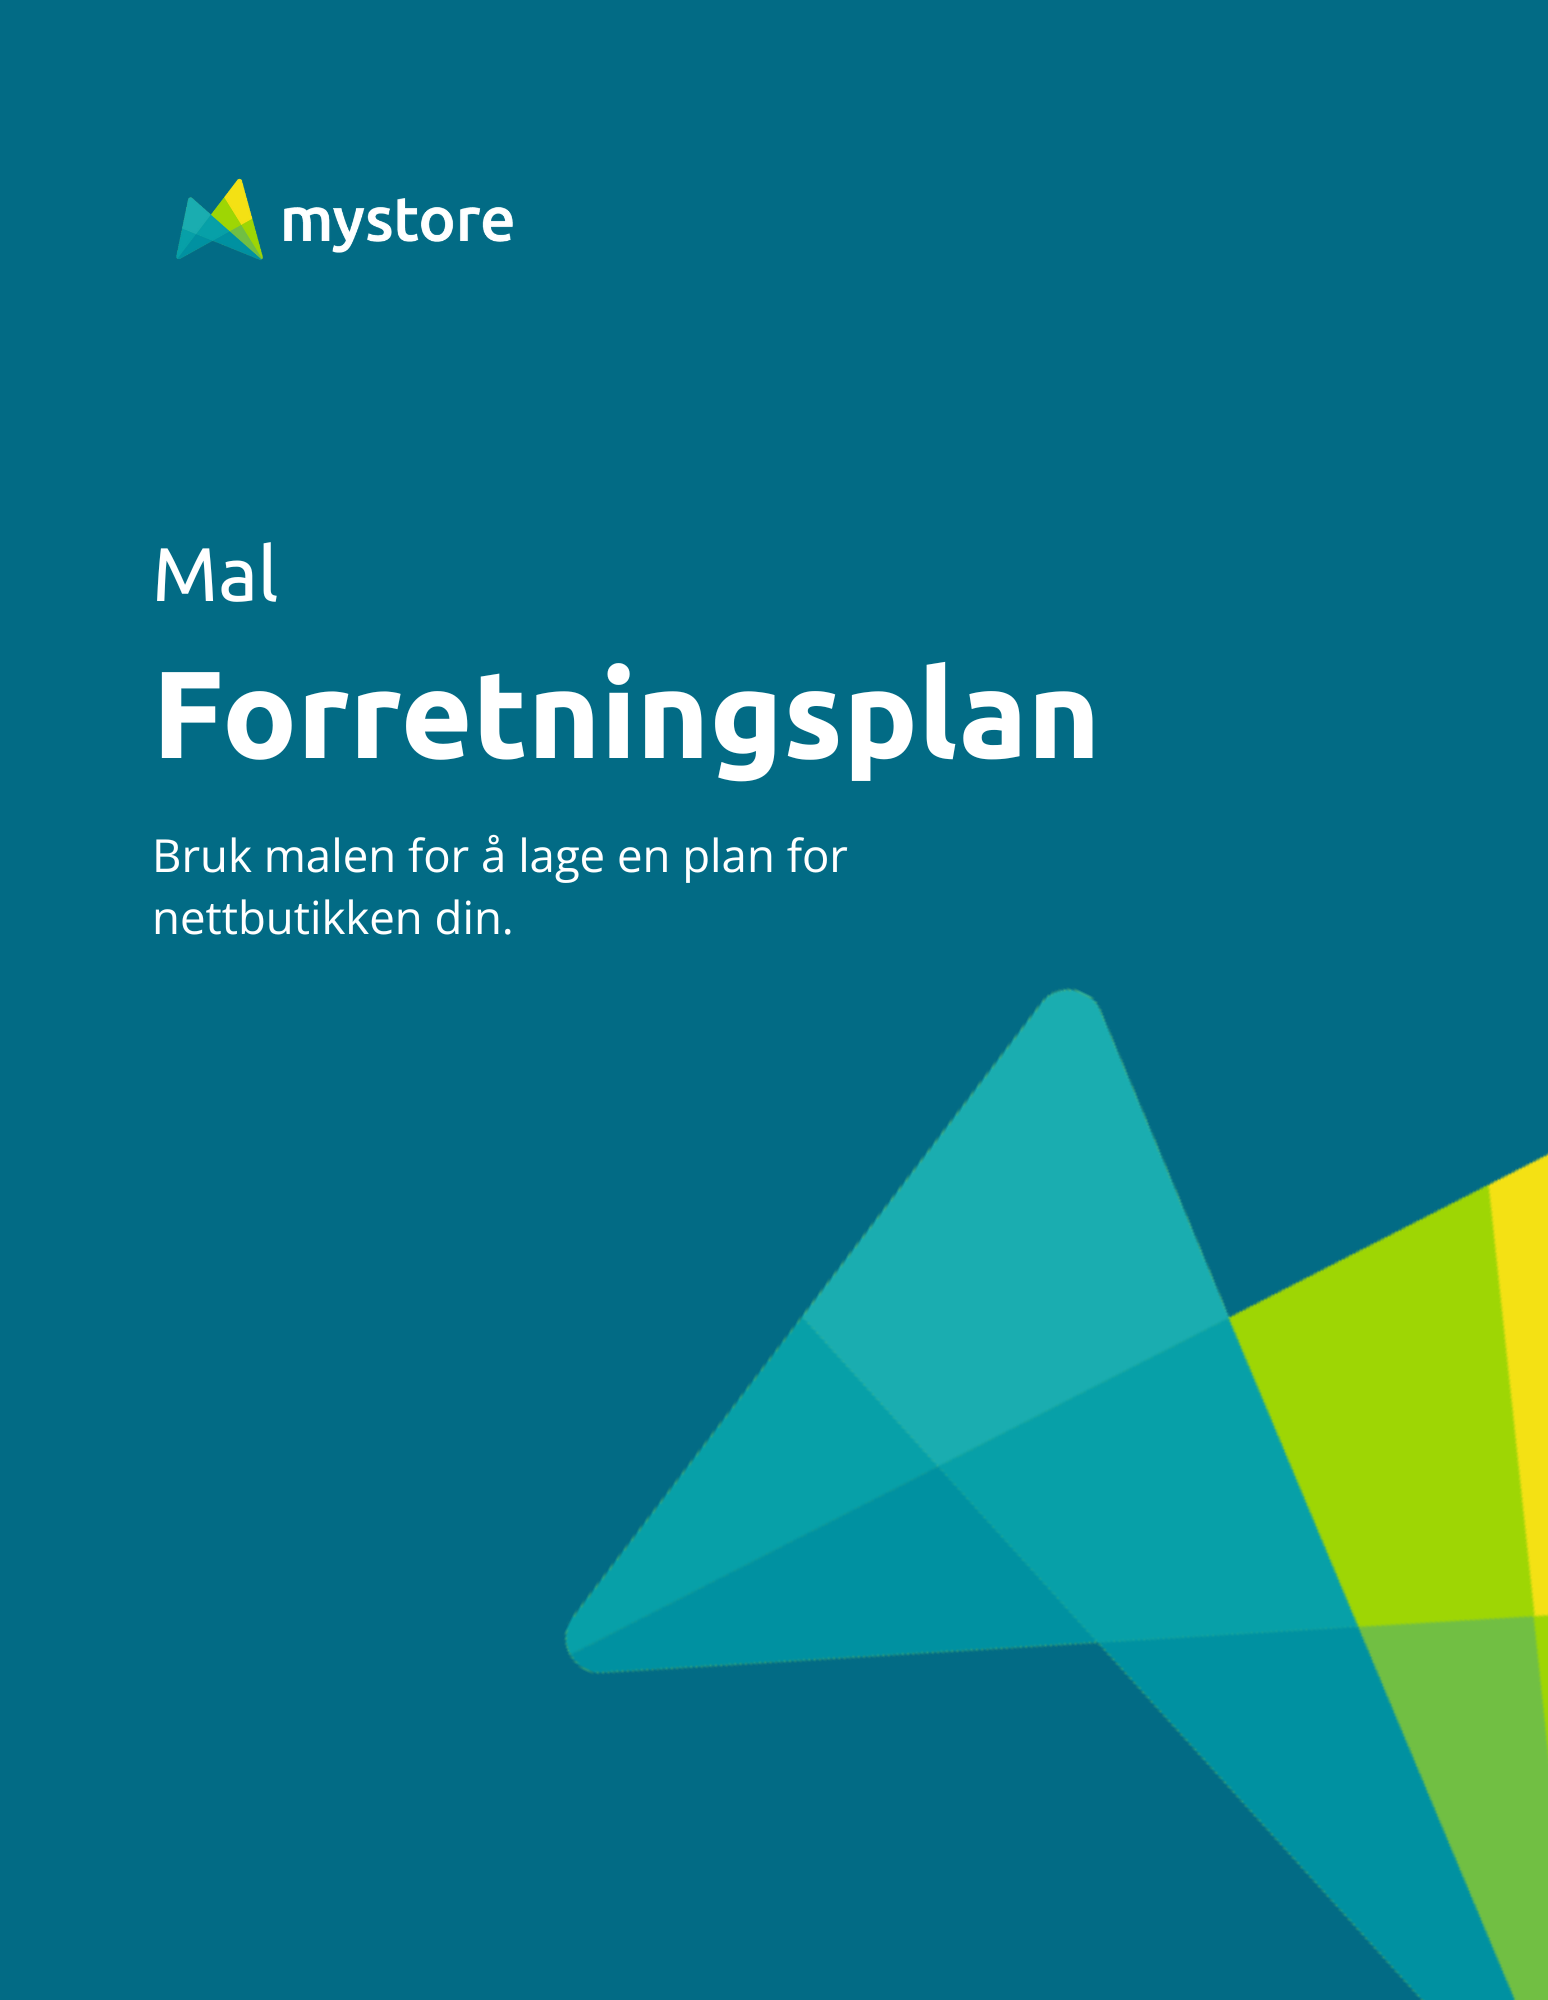 mystore
Mal
Forretningsplan
Bruk malen for å lage en plan for
nettbutikken din.